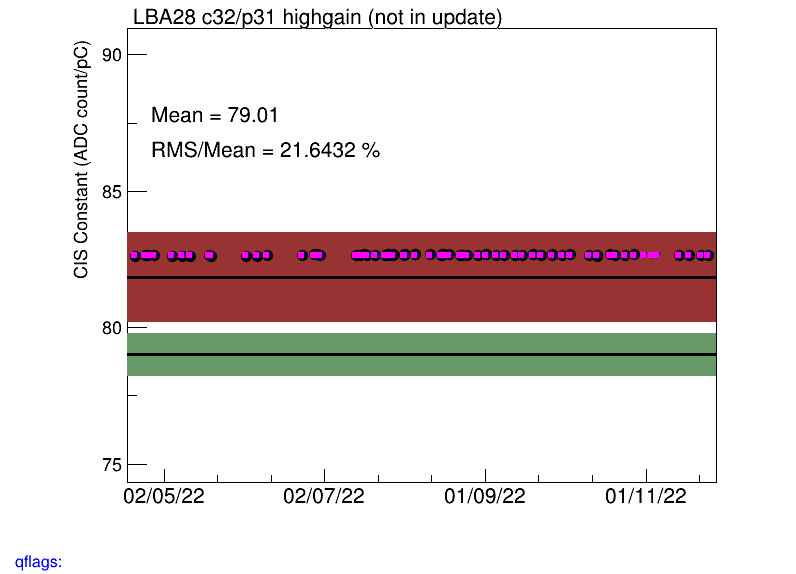 LBA28 c32/p31 highgain (not in update)
CIS Constant (ADC count/pC)
90
85
80
75
Mean = 79.01
RMS/Mean = 21.6432 %
02/05/22 02/07/22 01/09/22 01/11/22
qflags: